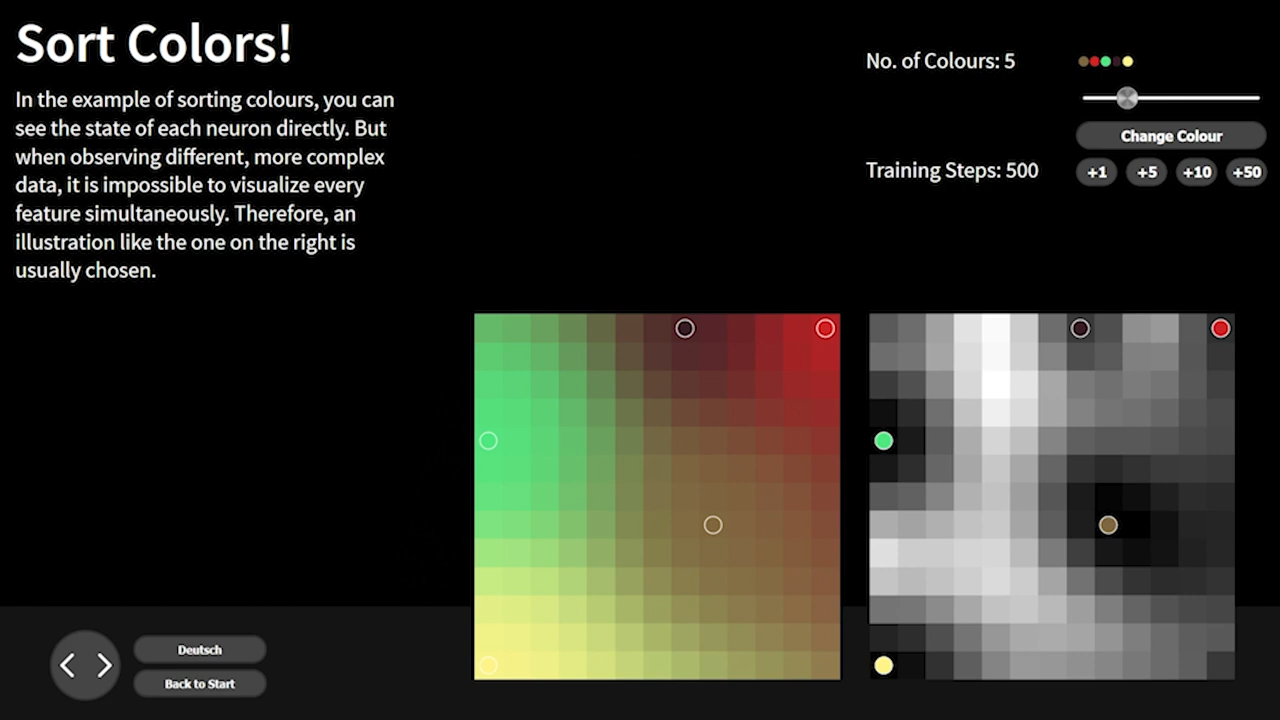 Sort Colors!
In the example of sorting colours, you can
see the state of each neuron directly. But
when observing different, more complex
data, it is impossible to visualize every
feature simultaneously. Therefore, an
illustration like the one on the right is
usually chosen.
No. of Colours: 5
Change Colour
Training Steps: 500
+1
+5
+10
+50
Deutsch
Back to Start